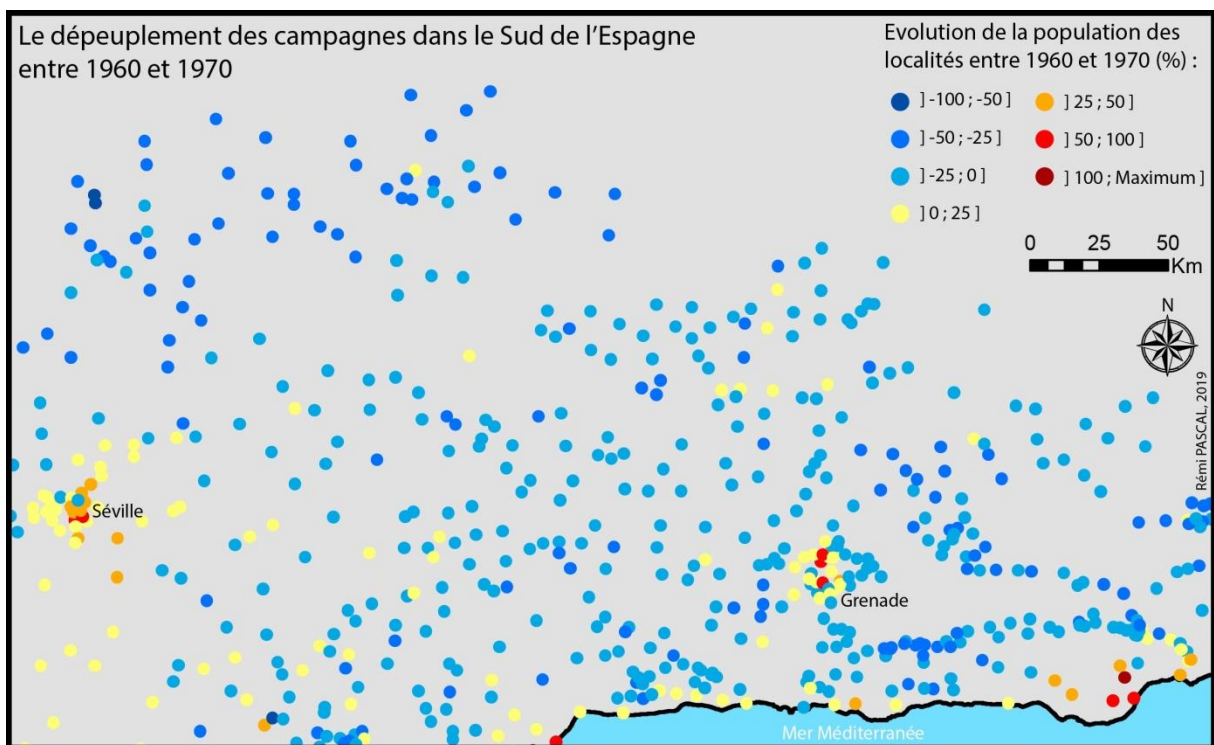 Le dépeuplement des campagnes dans le Sud de l'Espagne
entre 1960 et 1970
Evolution de la population des
localités entre 1960 et 1970 (%) :
] -100 ; -50 ]
] -50 ; -25 ]
] -25 ; 0 ]
] 0 ; 25 ]
] 25 ; 50 ]
] 50 ; 100 ]
] 100 ; Maximum ]
0 25 50
Km
N
Rémi PASCAL, 2019
Séville
Grenade
Mer Méditerranée